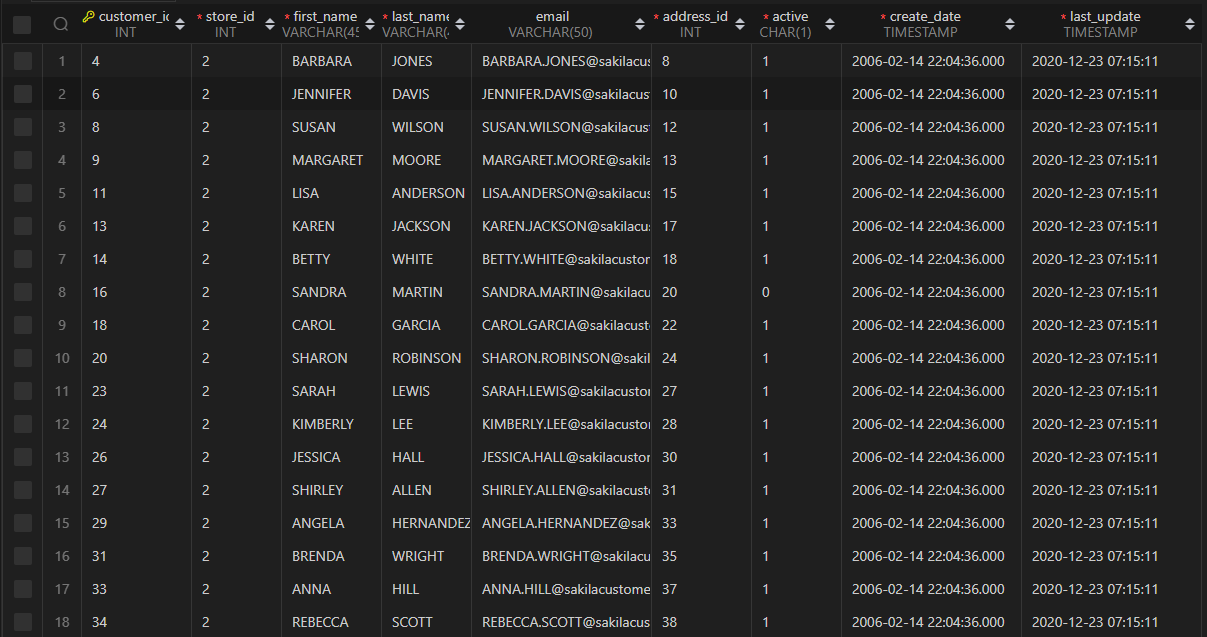 customer_ic * store_id * first_name * last_name email * address_id * active * create_date * last_update
INT INT VARCHAR(45 VARCHAR(4 VARCHAR(50) INT CHAR(1) TIMESTAMP TIMESTAMP
1 4 2 BARBARA JONES BARBARA.JONES@sakilacus 8 1 2006-02-14 22:04:36.000 2020-12-23 07:15:11
2 6 2 JENNIFER DAVIS JENNIFER.DAVIS@sakilacus 10 1 2006-02-14 22:04:36.000 2020-12-23 07:15:11
3 8 2 SUSAN WILSON SUSAN.WILSON@sakilacus 12 1 2006-02-14 22:04:36.000 2020-12-23 07:15:11
4 9 2 MARGARET MOORE MARGARET.MOORE@sakila 13 1 2006-02-14 22:04:36.000 2020-12-23 07:15:11
5 11 2 LISA ANDERSON LISA.ANDERSON@sakilacus 15 1 2006-02-14 22:04:36.000 2020-12-23 07:15:11
6 13 2 KAREN JACKSON KAREN.JACKSON@sakilacu 17 1 2006-02-14 22:04:36.000 2020-12-23 07:15:11
7 14 2 BETTY WHITE BETTY.WHITE@sakilacustor 18 1 2006-02-14 22:04:36.000 2020-12-23 07:15:11
8 16 2 SANDRA MARTIN SANDRA.MARTIN@sakilacu 20 0 2006-02-14 22:04:36.000 2020-12-23 07:15:11
9 18 2 CAROL GARCIA CAROL.GARCIA@sakilacust 22 1 2006-02-14 22:04:36.000 2020-12-23 07:15:11
10 20 2 SHARON ROBINSON SHARON.ROBINSON@sakil 24 1 2006-02-14 22:04:36.000 2020-12-23 07:15:11
11 23 2 SARAH LEWIS SARAH.LEWIS@sakilacustor 27 1 2006-02-14 22:04:36.000 2020-12-23 07:15:11
12 24 2 KIMBERLY LEE KIMBERLY.LEE@sakilacustor 28 1 2006-02-14 22:04:36.000 2020-12-23 07:15:11
13 26 2 JESSICA HALL JESSICA.HALL@sakilacustor 30 1 2006-02-14 22:04:36.000 2020-12-23 07:15:11
14 27 2 SHIRLEY ALLEN SHIRLEY.ALLEN@sakilacust 31 1 2006-02-14 22:04:36.000 2020-12-23 07:15:11
15 29 2 ANGELA HERNANDEZ ANGELA.HERNANDEZ@sak 33 1 2006-02-14 22:04:36.000 2020-12-23 07:15:11
16 31 2 BRENDA WRIGHT BRENDA.WRIGHT@sakilacu 35 1 2006-02-14 22:04:36.000 2020-12-23 07:15:11
17 33 2 ANNA HILL ANNA.HILL@sakilacustome 37 1 2006-02-14 22:04:36.000 2020-12-23 07:15:11
18 34 2 REBECCA SCOTT REBECCA.SCOTT@sakilacus 38 1 2006-02-14 22:04:36.000 2020-12-23 07:15:11